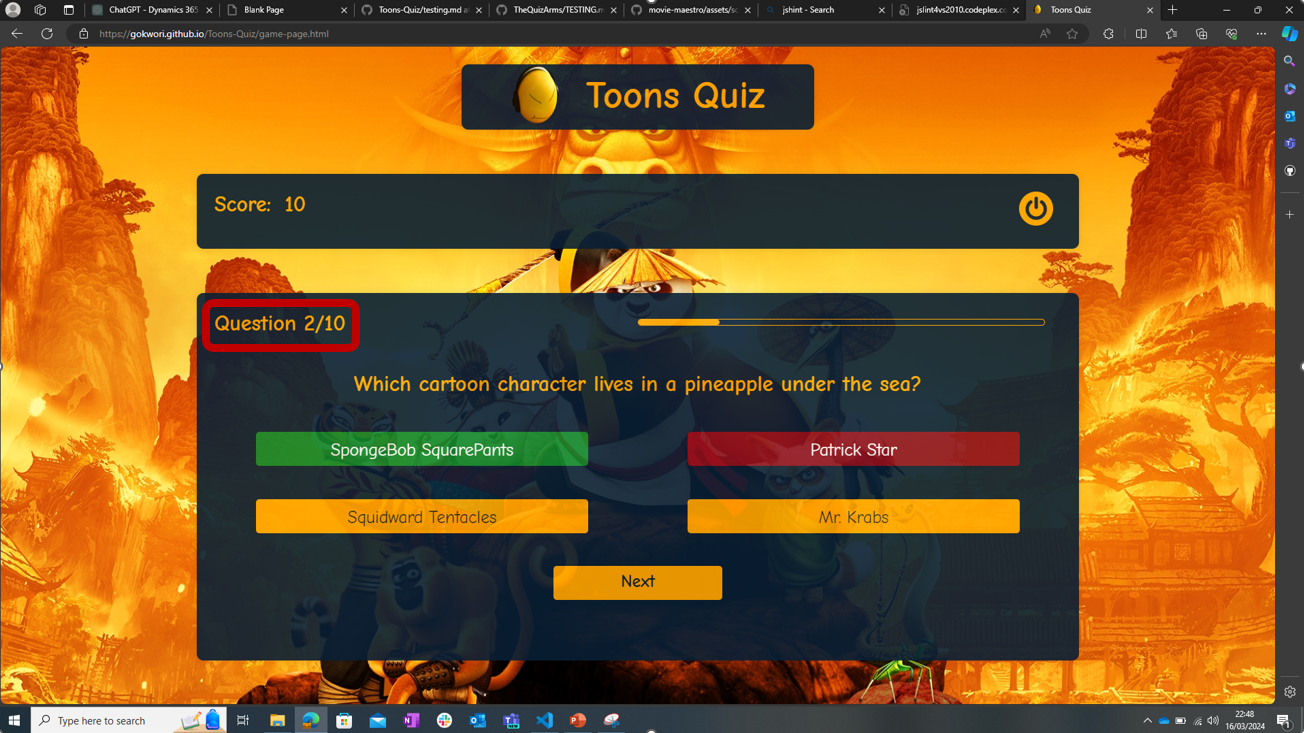 ChatGPT - Dynamics 365
Blank Page
Toons-Quiz/testing.md a
TheQuizArms/TESTING.m
movie-maestro/assets/sc
jshint - Search
jslint4vs2010.codeplex.co
Toons Quiz
https://gokwori.github.io/Toons-Quiz/game-page.html
Toons Quiz
Score: 10
Question 2/10
Which cartoon character lives in a pineapple under the sea?
SpongeBob SquarePants
Patrick Star
Squidward Tentacles
Mr. Krabs
Next
Type here to search
22:48
16/03/2024